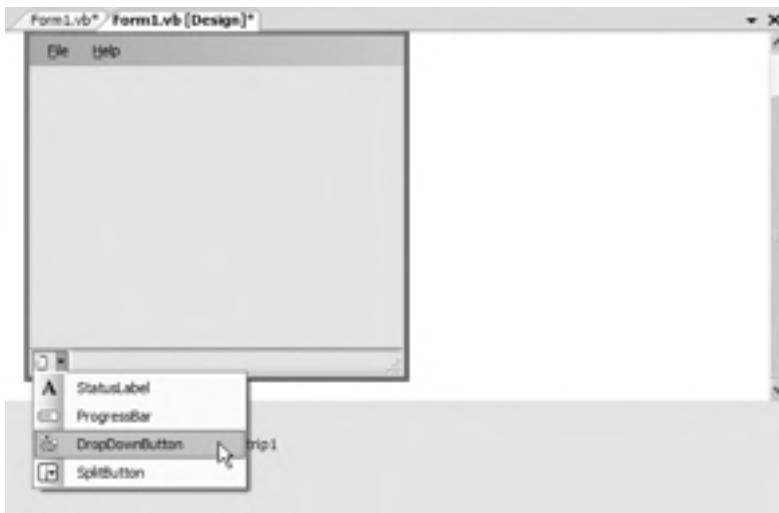 Form1.vb* Form1.vb [Design]*
File Help
StatusLabel
ProgressBar
DropDownButton trip1
SplitButton